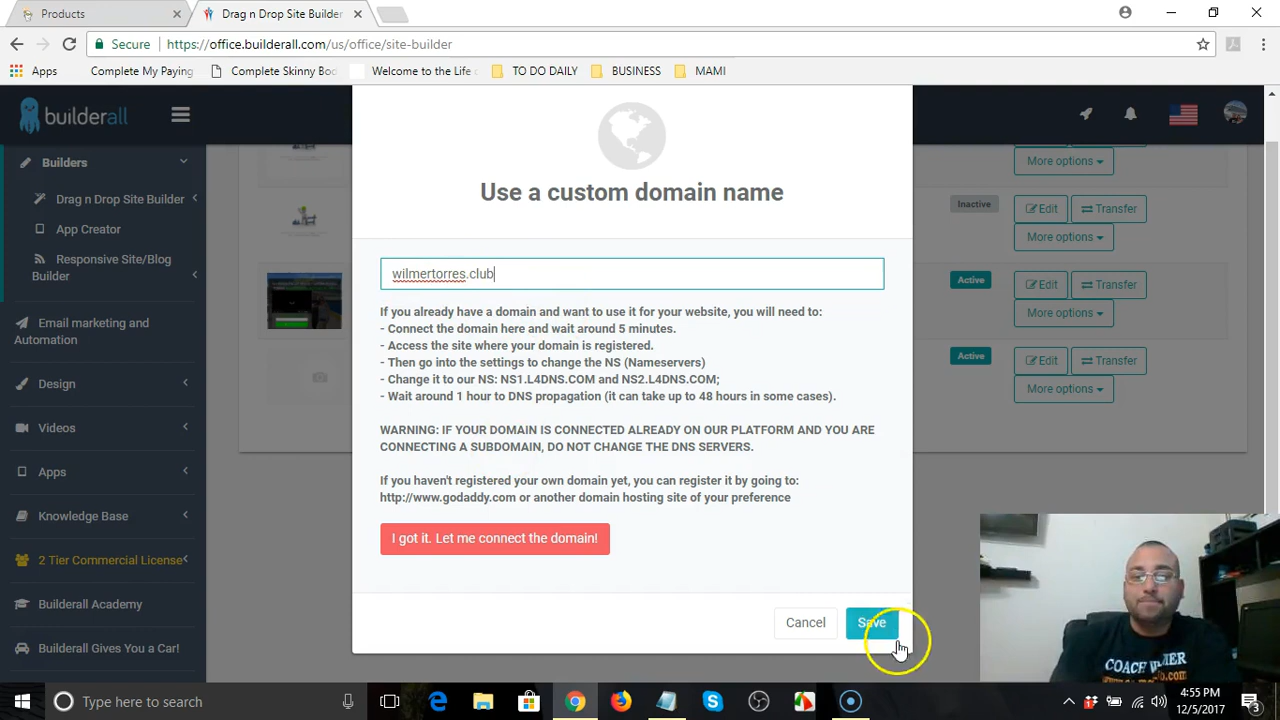 Products
Drag n Drop Site Builder
Secure
https://office.builderall.com/us/office/site-builder
Apps
Complete My Paying
Complete Skinny Bo
Welcome to the Life
TO DO DAILY
BUSINESS
MAMI
builderall
Builders
Drag n Drop Site Builder
App Creator
Responsive Site/Blog
Builder
Email marketing and
Automation
Design
Videos
Apps
Knowledge Base
2 Tier Commercial License
Builderall Academy
Builderall Gives You a Car!
Use a custom domain name
wilmertorres.club
If you already have a domain and want to use it for your website, you will need to:
- Connect the domain here and wait around 5 minutes.
- Access the site where your domain is registered.
- Then go into the settings to change the NS (Nameservers)
- Change it to our NS: NS1.L4DNS.COM and NS2.L4DNS.COM;
- Wait around 1 hour to DNS propagation (it can take up to 48 hours in some cases).
WARNING: IF YOUR DOMAIN IS CONNECTED ALREADY ON OUR PLATFORM AND YOU ARE
CONNECTING A SUBDOMAIN, DO NOT CHANGE THE DNS SERVERS.
If you haven't registered your own domain yet, you can register it by going to:
http://www.godaddy.com or another domain hosting site of your preference
I got it. Let me connect the domain!
Cancel
Save
More options
Inactive
Edit
Transfer
More options
Active
Edit
Transfer
More options
Active
Edit
Transfer
More options
COACH
Type here to search
4:55 PM
12/5/2017
3